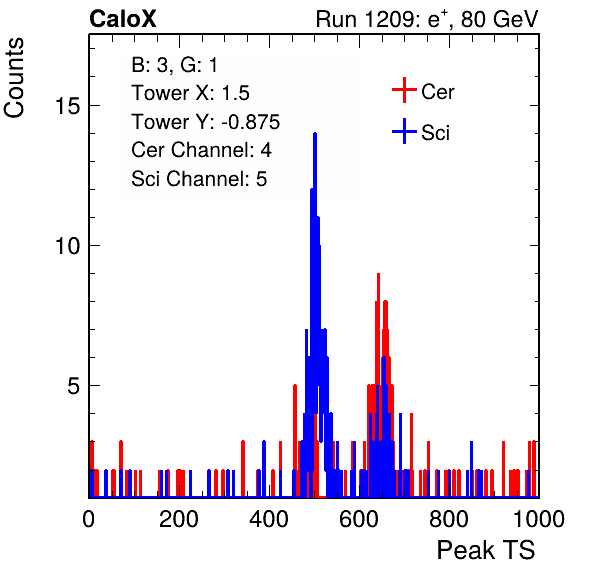 CaloX Run 1209: e⁺, 80 GeV
Counts
B: 3, G: 1
Tower X: 1.5
Tower Y: -0.875
Cer Channel: 4
Sci Channel: 5
Cer
Sci
15
10
5
0 200 400 600 800 1000
Peak TS